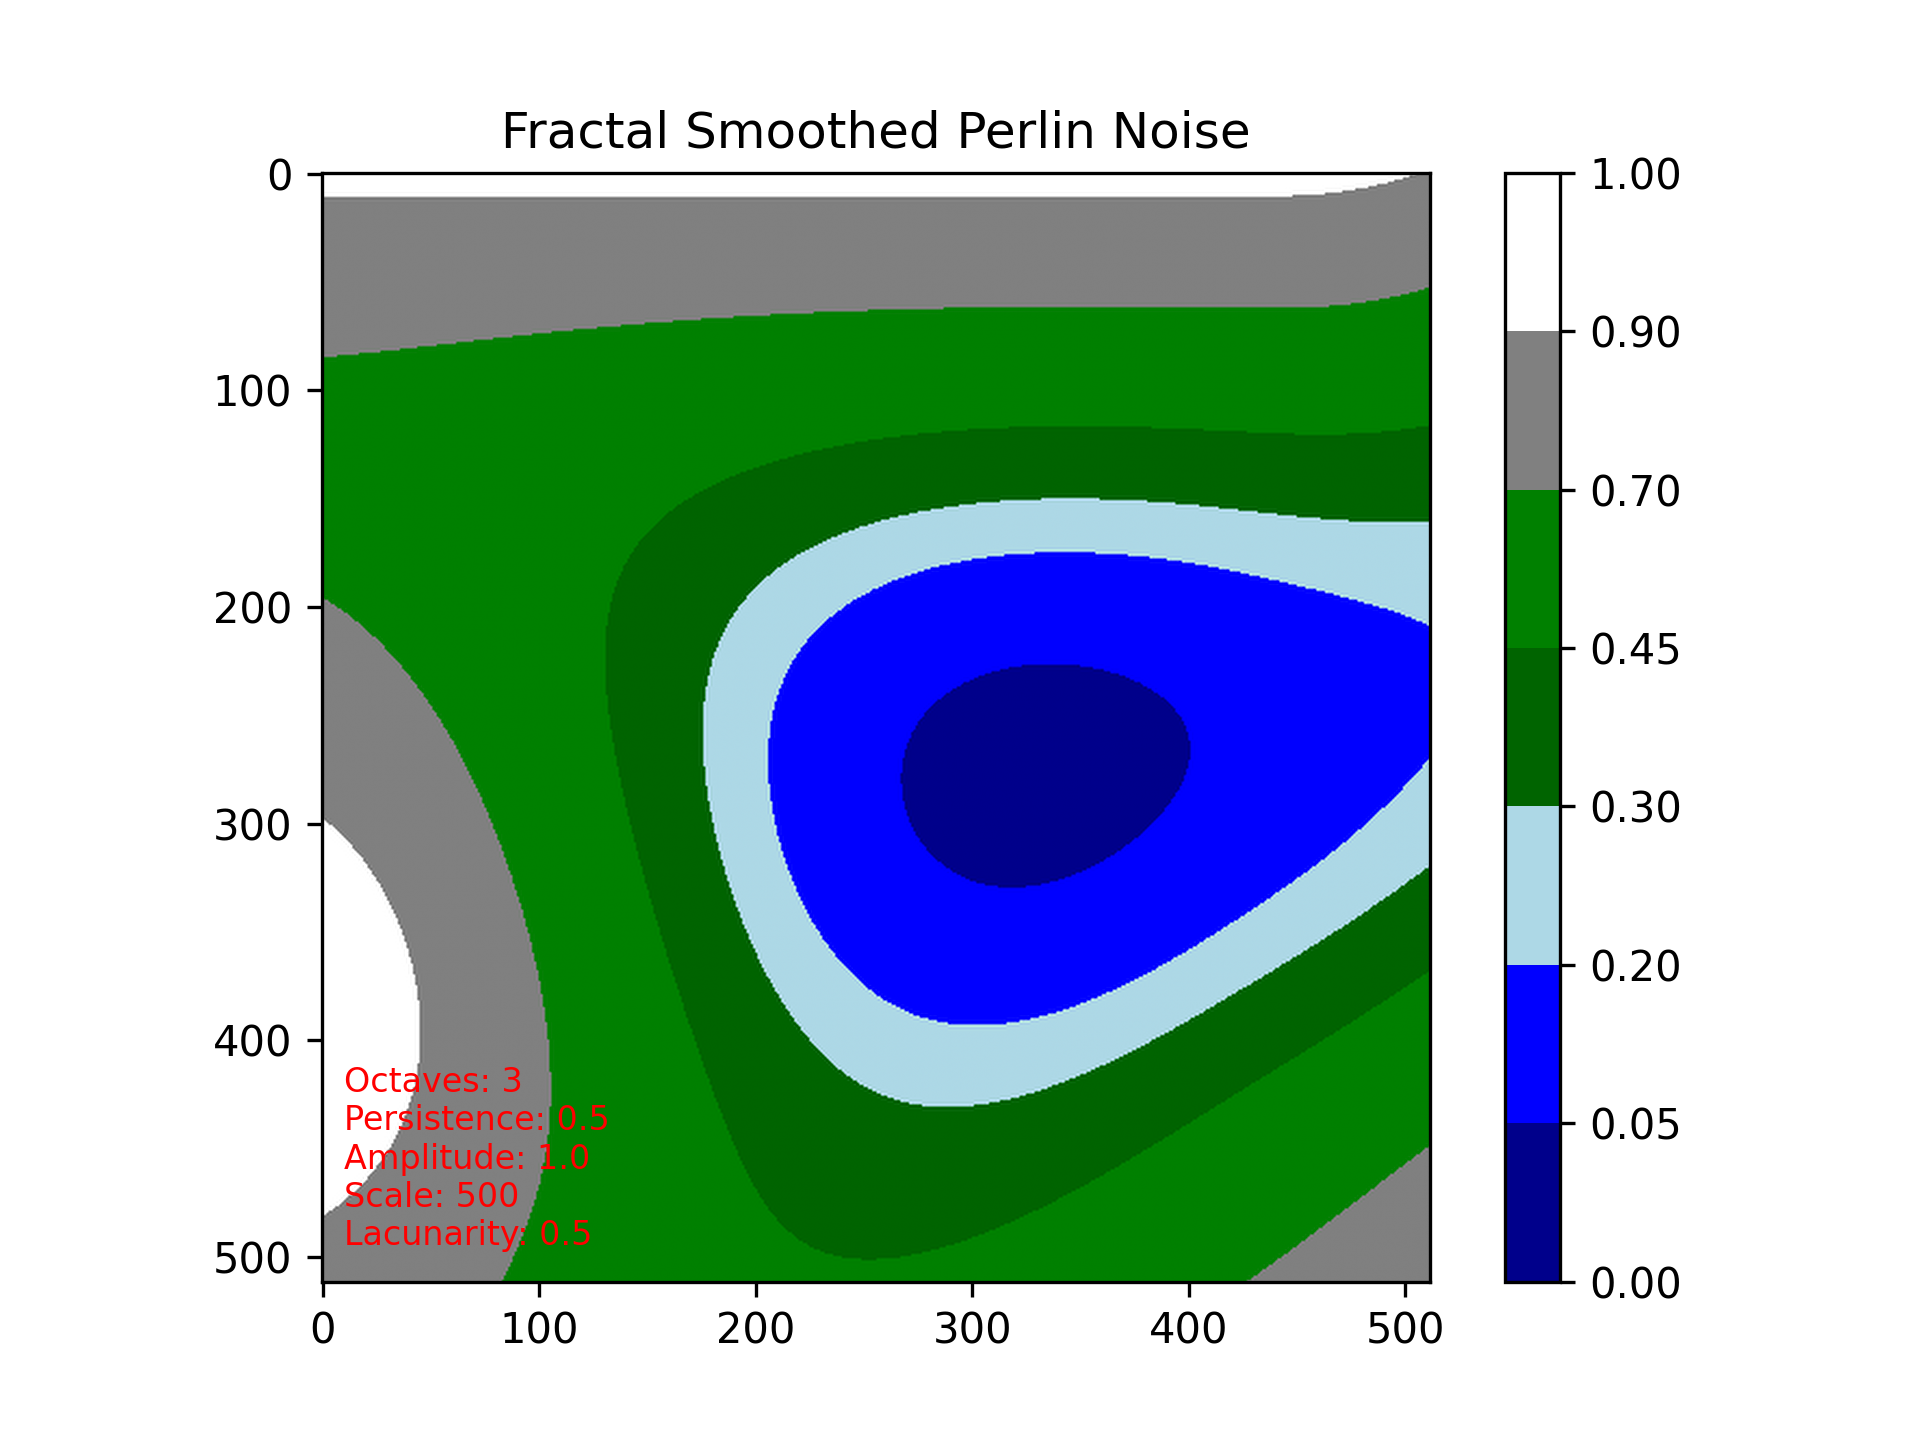 Fractal Smoothed Perlin Noise
0
100
200
300
400
500
Octaves: 3
Persistence: 0.5
Amplitude: 1.0
Scale: 500
Lacunarity: 0.5
0 100 200 300 400 500
1.00
0.90
0.70
0.45
0.30
0.20
0.05
0.00